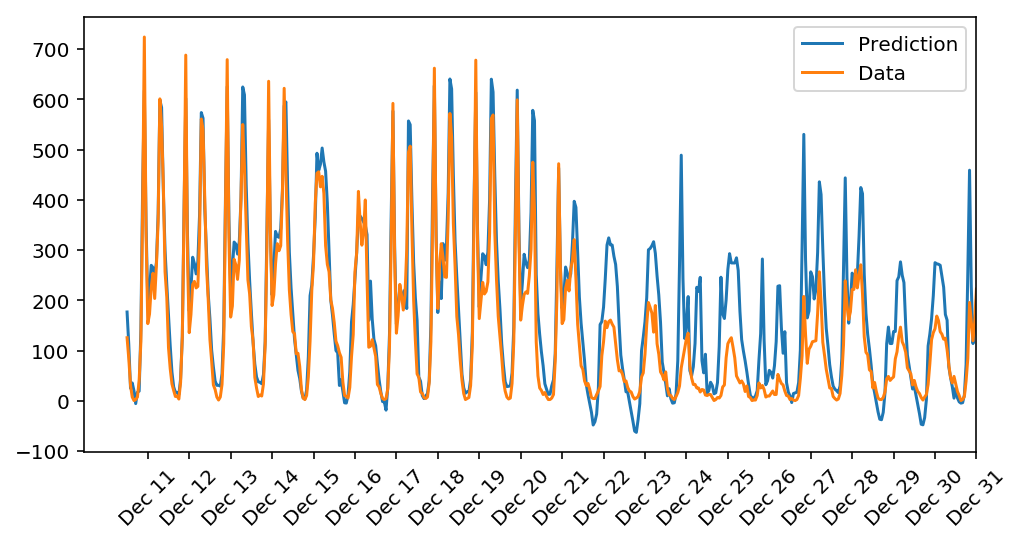 700
600
500
400
300
200
100
0
−100
Prediction
Data
Dec 11
Dec 12
Dec 13
Dec 14
Dec 15
Dec 16
Dec 17
Dec 18
Dec 19
Dec 20
Dec 21
Dec 22
Dec 23
Dec 24
Dec 25
Dec 26
Dec 27
Dec 28
Dec 29
Dec 30
Dec 31